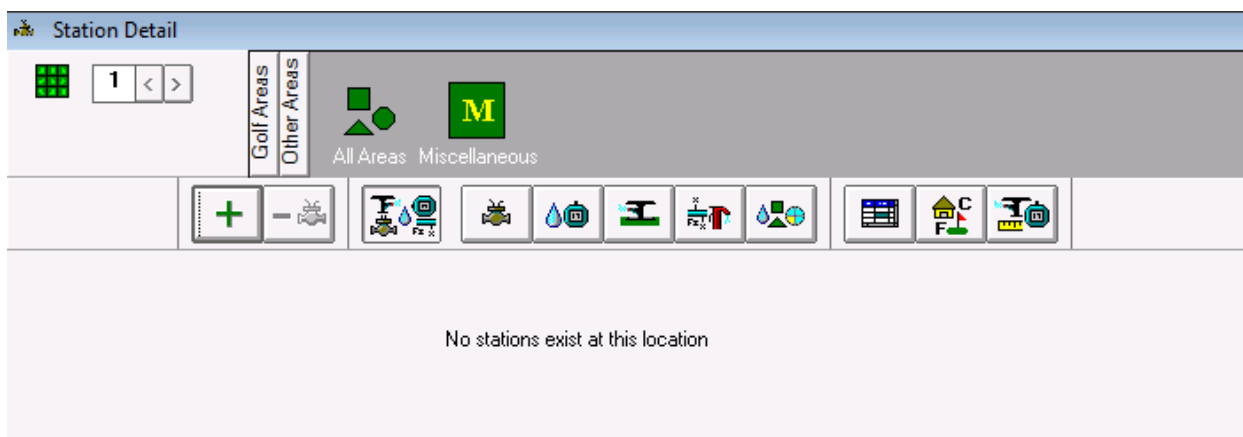 Station Detail
1 < >
Golf Areas
Other Areas
M
All Areas Miscellaneous
No stations exist at this location